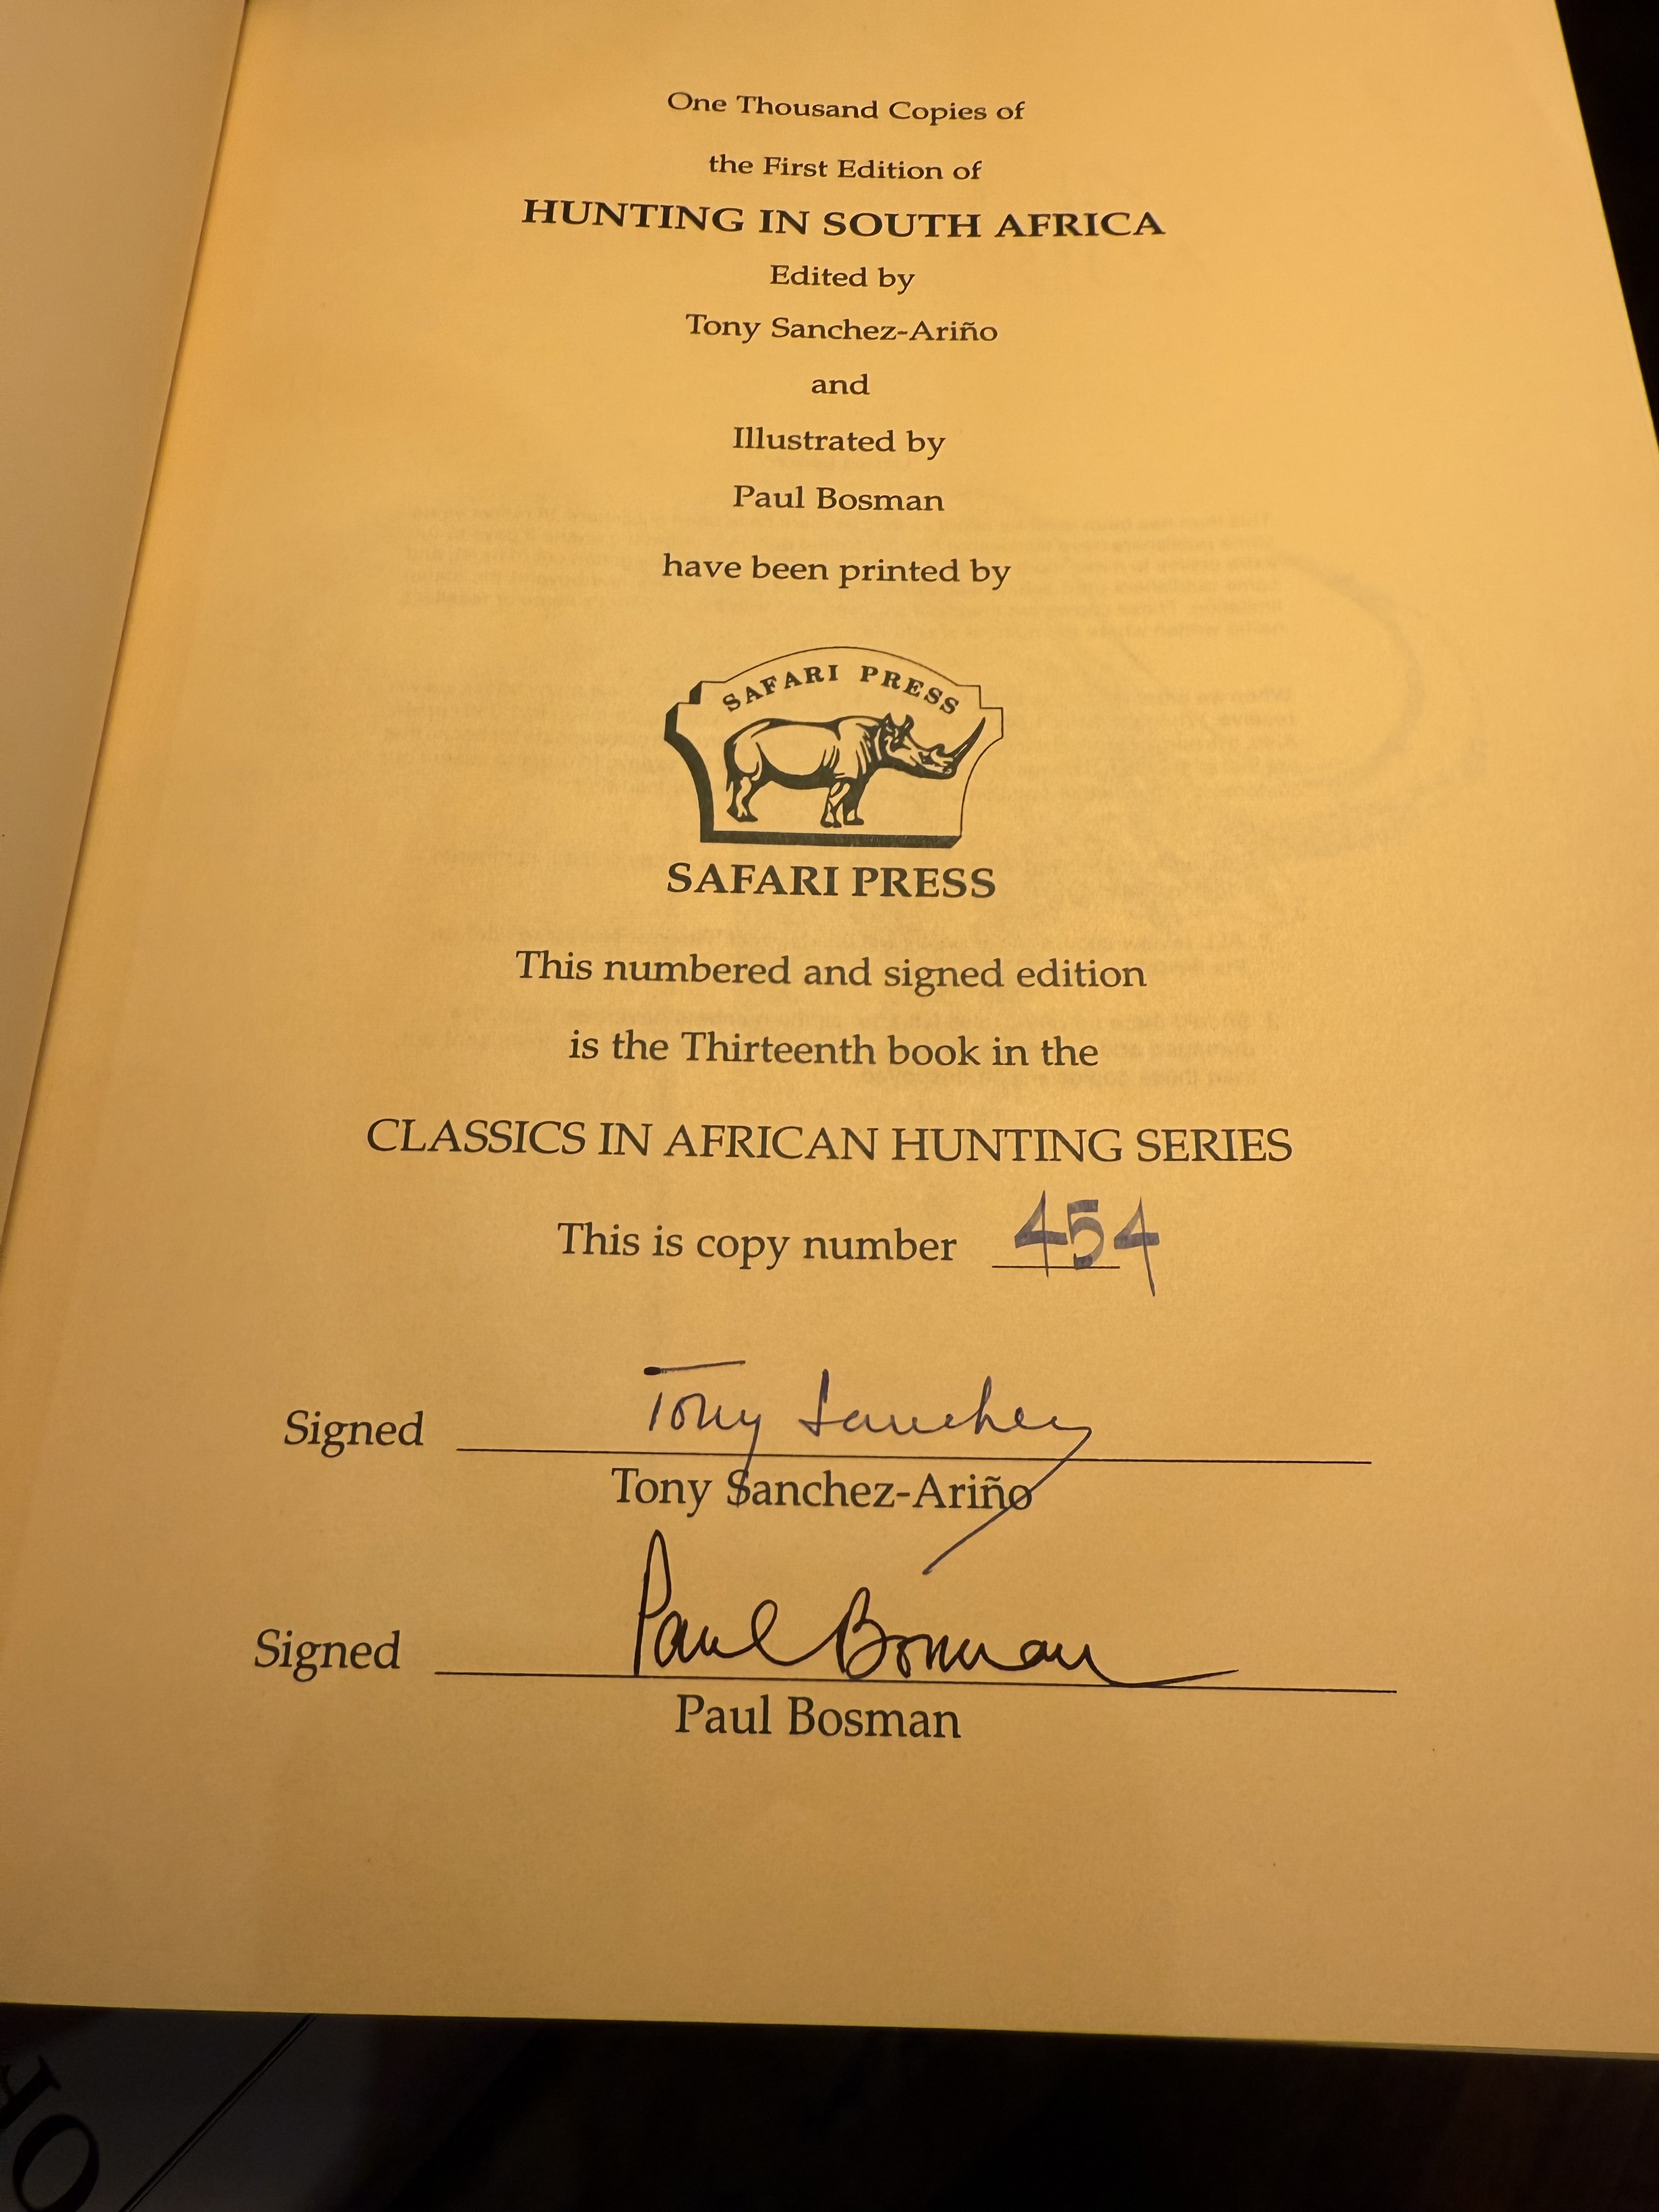 One Thousand Copies of
the First Edition of
HUNTING IN SOUTH AFRICA
Edited by
Tony Sanchez-Ariño
and
Illustrated by
Paul Bosman
have been printed by
SAFARI PRESS
SAFARI PRESS
This numbered and signed edition
is the Thirteenth book in the
CLASSICS IN AFRICAN HUNTING SERIES
This is copy number 454
Signed Tony Sanchez
Tony Sanchez-Ariño
Signed Paul Bosman
Paul Bosman